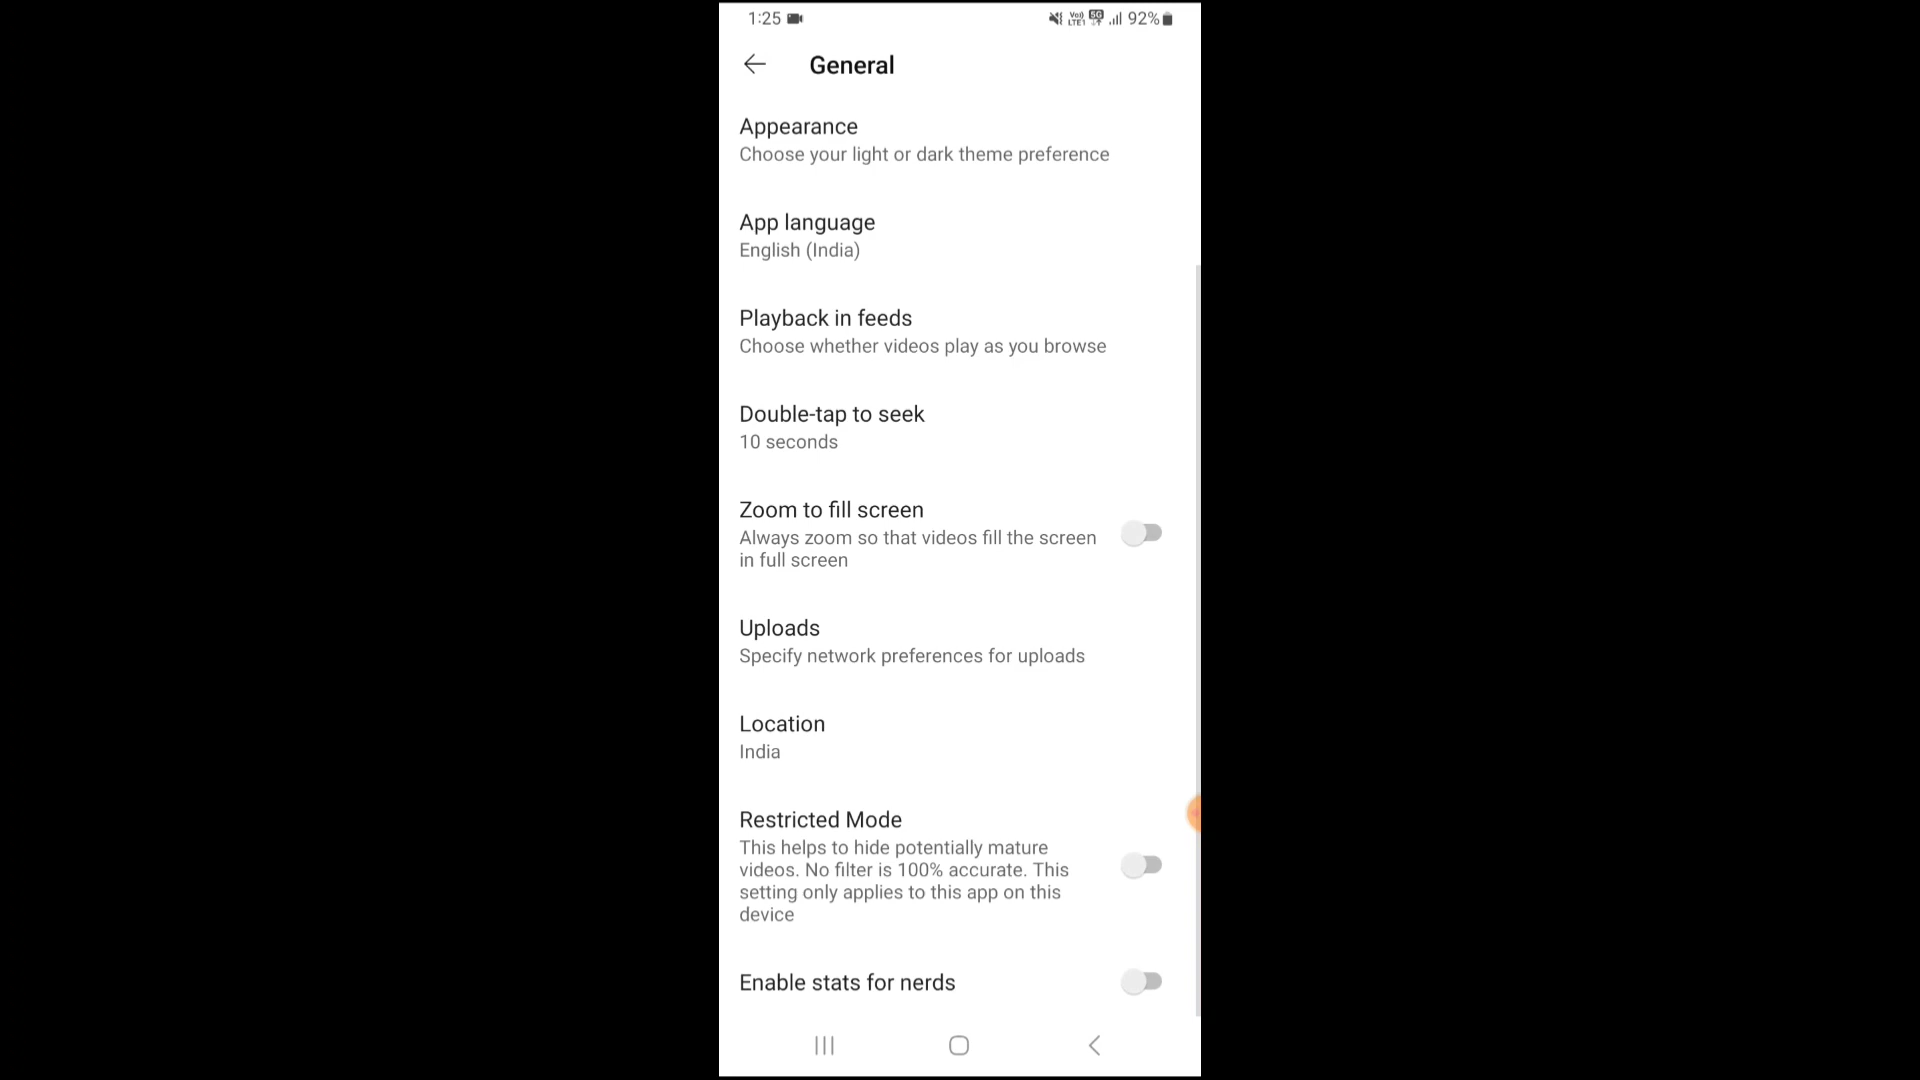 1:25 Vo) LTE1 5G 92%
General
Appearance
Choose your light or dark theme preference
App language
English (India)
Playback in feeds
Choose whether videos play as you browse
Double-tap to seek
10 seconds
Zoom to fill screen
Always zoom so that videos fill the screen
in full screen
Uploads
Specify network preferences for uploads
Location
India
Restricted Mode
This helps to hide potentially mature
videos. No filter is 100% accurate. This
setting only applies to this app on this
device
Enable stats for nerds